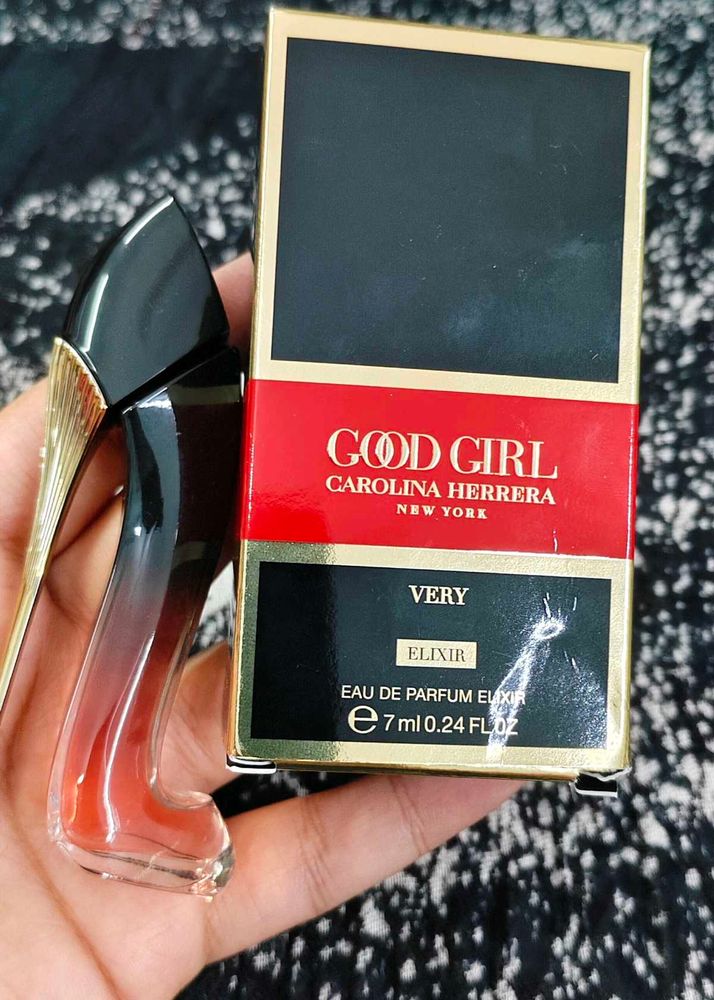 GOOD GIRL
CAROLINA HERRERA
NEW YORK
VERY
ELIXIR
EAU DE PARFUM ELIXIR
℮ 7 ml 0.24 FL OZ